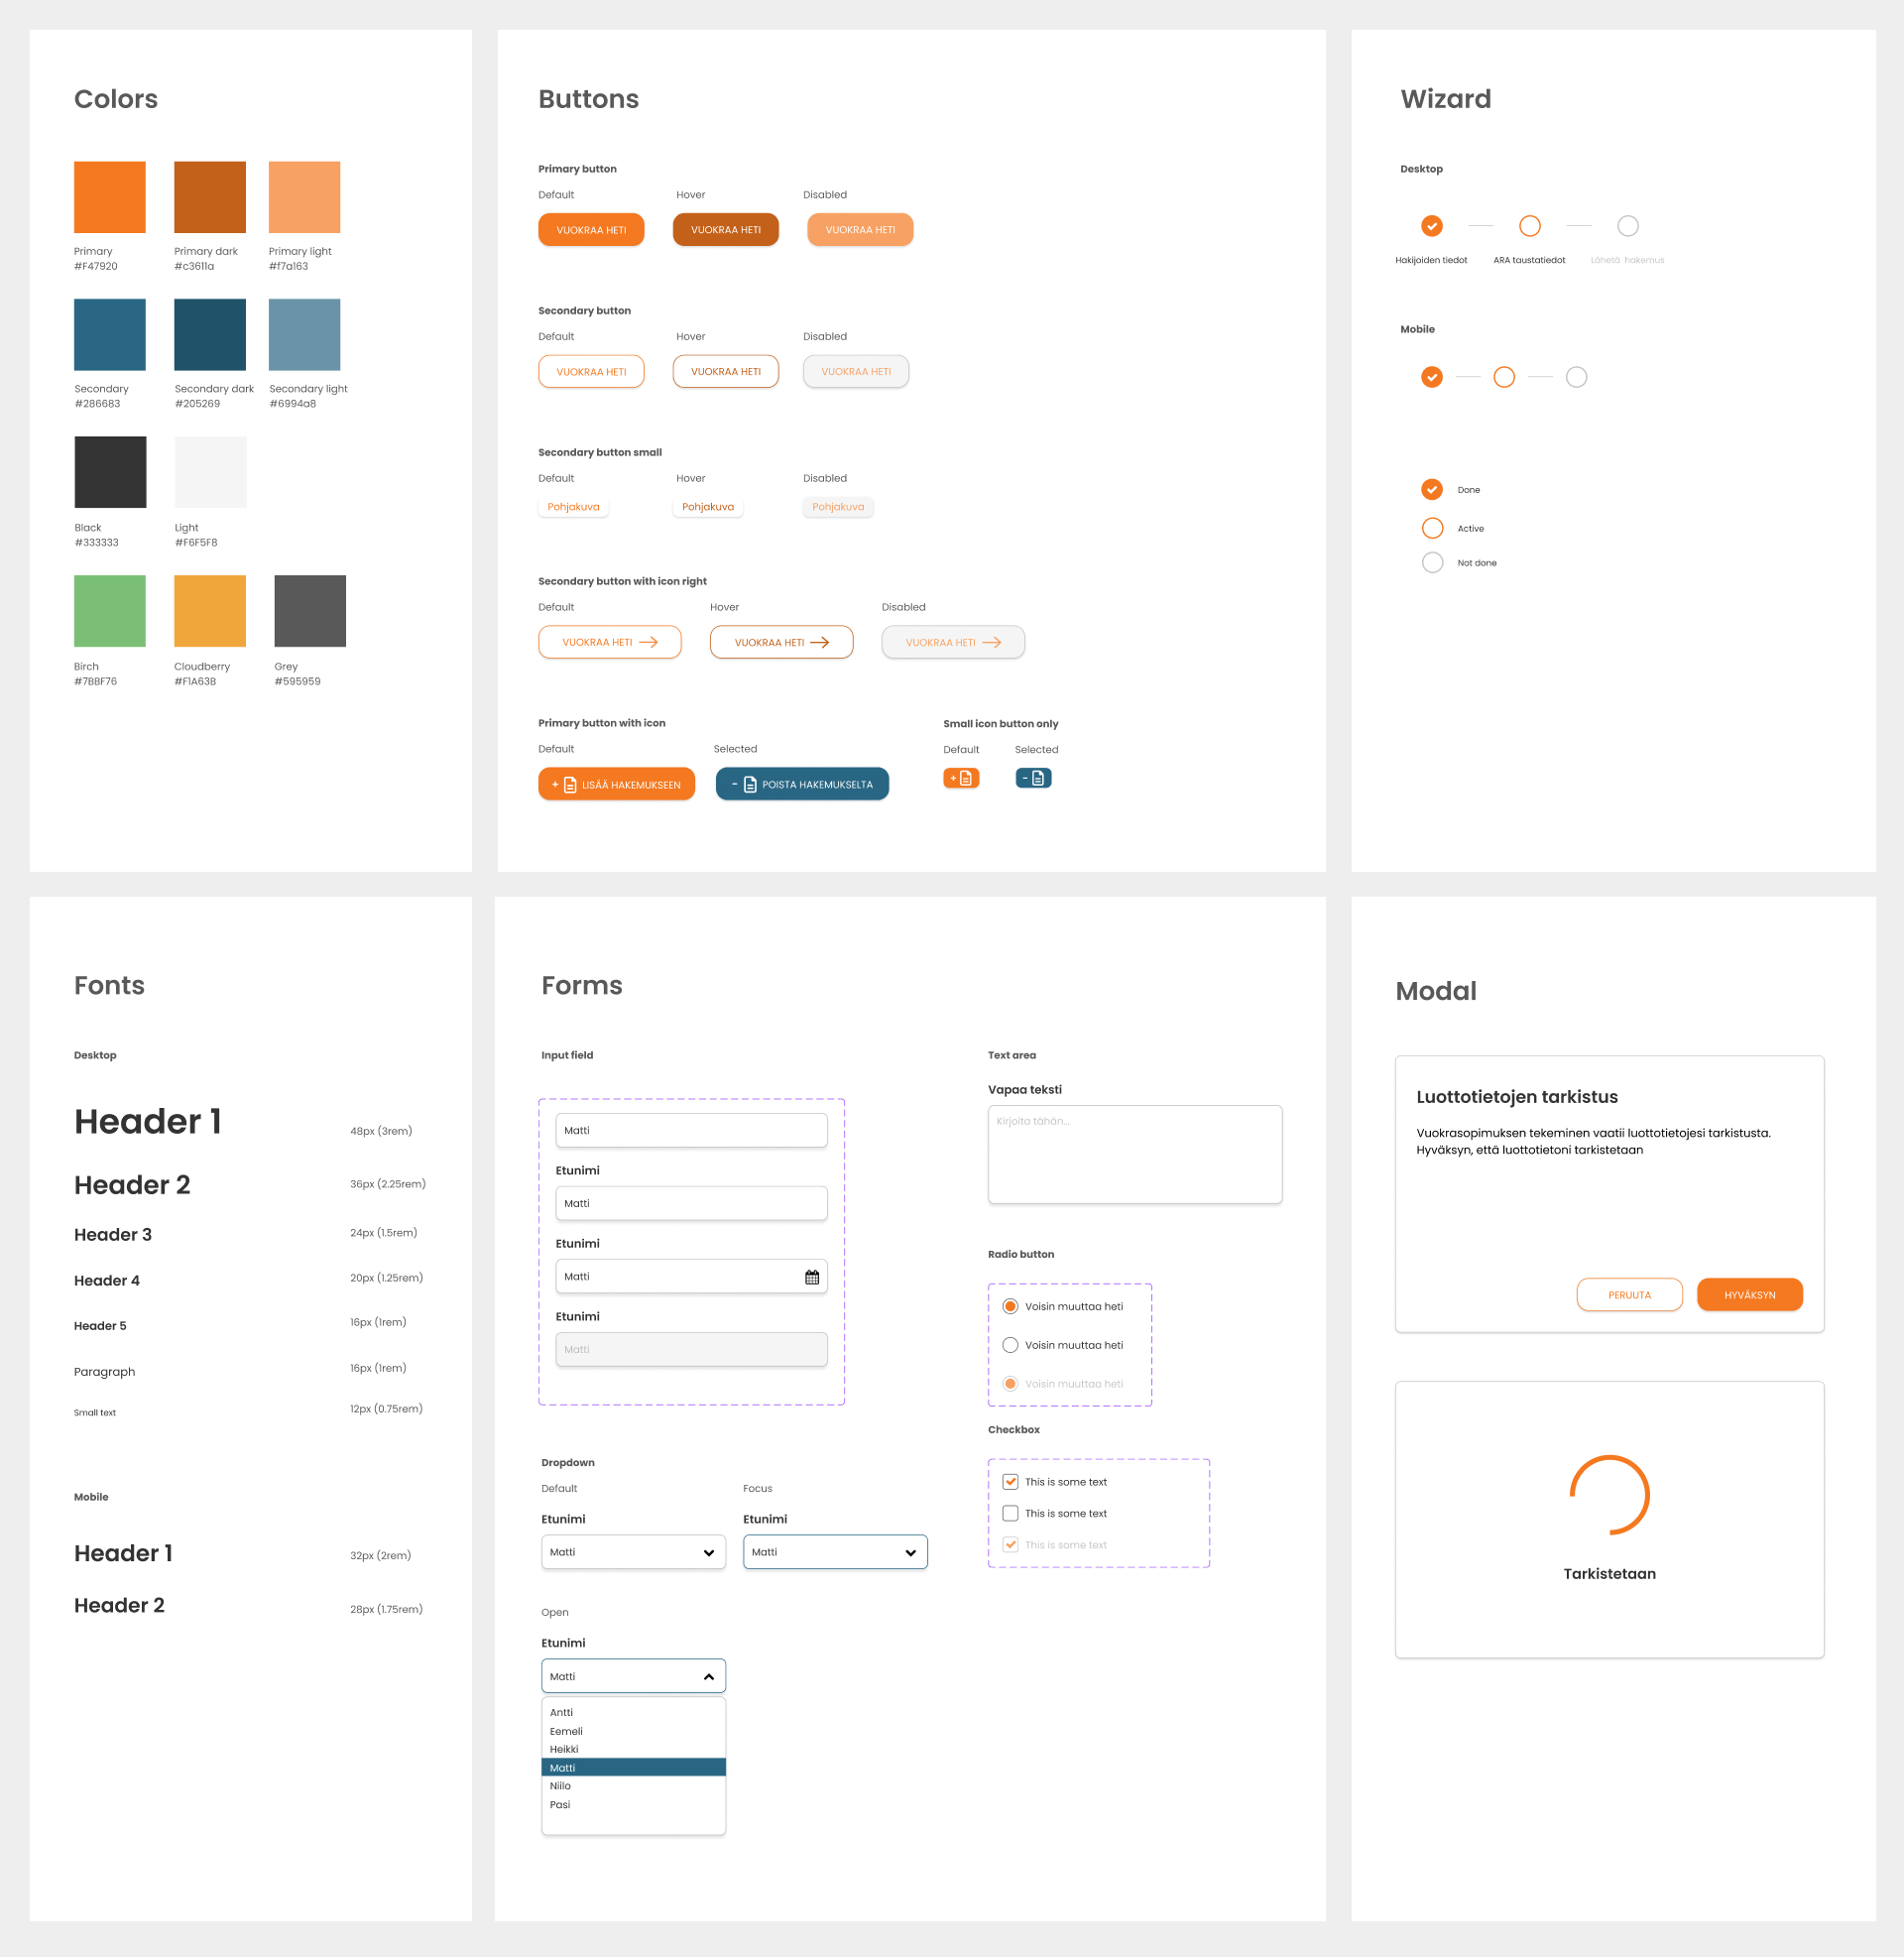 Colors
Primary
#F47920
Primary dark
#c3611a
Primary light
#f7a163
Secondary
#286683
Secondary dark
#205269
Secondary light
#6994a8
Black
#333333
Light
#F6F5F8
Birch
#7BBF76
Cloudberry
#F1A63B
Grey
#595959
Buttons
Primary button
Default Hover Disabled
VUOKRAA HETI VUOKRAA HETI VUOKRAA HETI
Secondary button
Default Hover Disabled
VUOKRAA HETI VUOKRAA HETI VUOKRAA HETI
Secondary button small
Default Hover Disabled
Pohjakuva Pohjakuva Pohjakuva
Secondary button with icon right
Default Hover Disabled
VUOKRAA HETI VUOKRAA HETI VUOKRAA HETI
Primary button with icon
Default Selected
+ LISÄÄ HAKEMUKSEEN - POISTA HAKEMUKSELTA
Small icon button only
Default Selected
+ -
Wizard
Desktop
Hakijoiden tiedot ARA taustatiedot Lähetä hakemus
Mobile
Done
Active
Not done
Fonts
Desktop
Header 1 48px (3rem)
Header 2 36px (2.25rem)
Header 3 24px (1.5rem)
Header 4 20px (1.25rem)
Header 5 16px (1rem)
Paragraph 16px (1rem)
Small text 12px (0.75rem)
Mobile
Header 1 32px (2rem)
Header 2 28px (1.75rem)
Forms
Input field
Matti
Etunimi
Matti
Etunimi
Matti
Etunimi
Matti
Dropdown
Default Focus
Etunimi Etunimi
Matti Matti
Open
Etunimi
Matti
Antti
Eemeli
Heikki
Matti
Niilo
Pasi
Text area
Vapaa teksti
Kirjoita tähän...
Radio button
Voisin muuttaa heti
Voisin muuttaa heti
Voisin muuttaa heti
Checkbox
This is some text
This is some text
This is some text
Modal
Luottotietojen tarkistus
Vuokrasopimuksen tekeminen vaatii luottotietojesi tarkistusta.
Hyväksyn, että luottotietoni tarkistetaan
PERUUTA HYVÄKSYN
Tarkistetaan